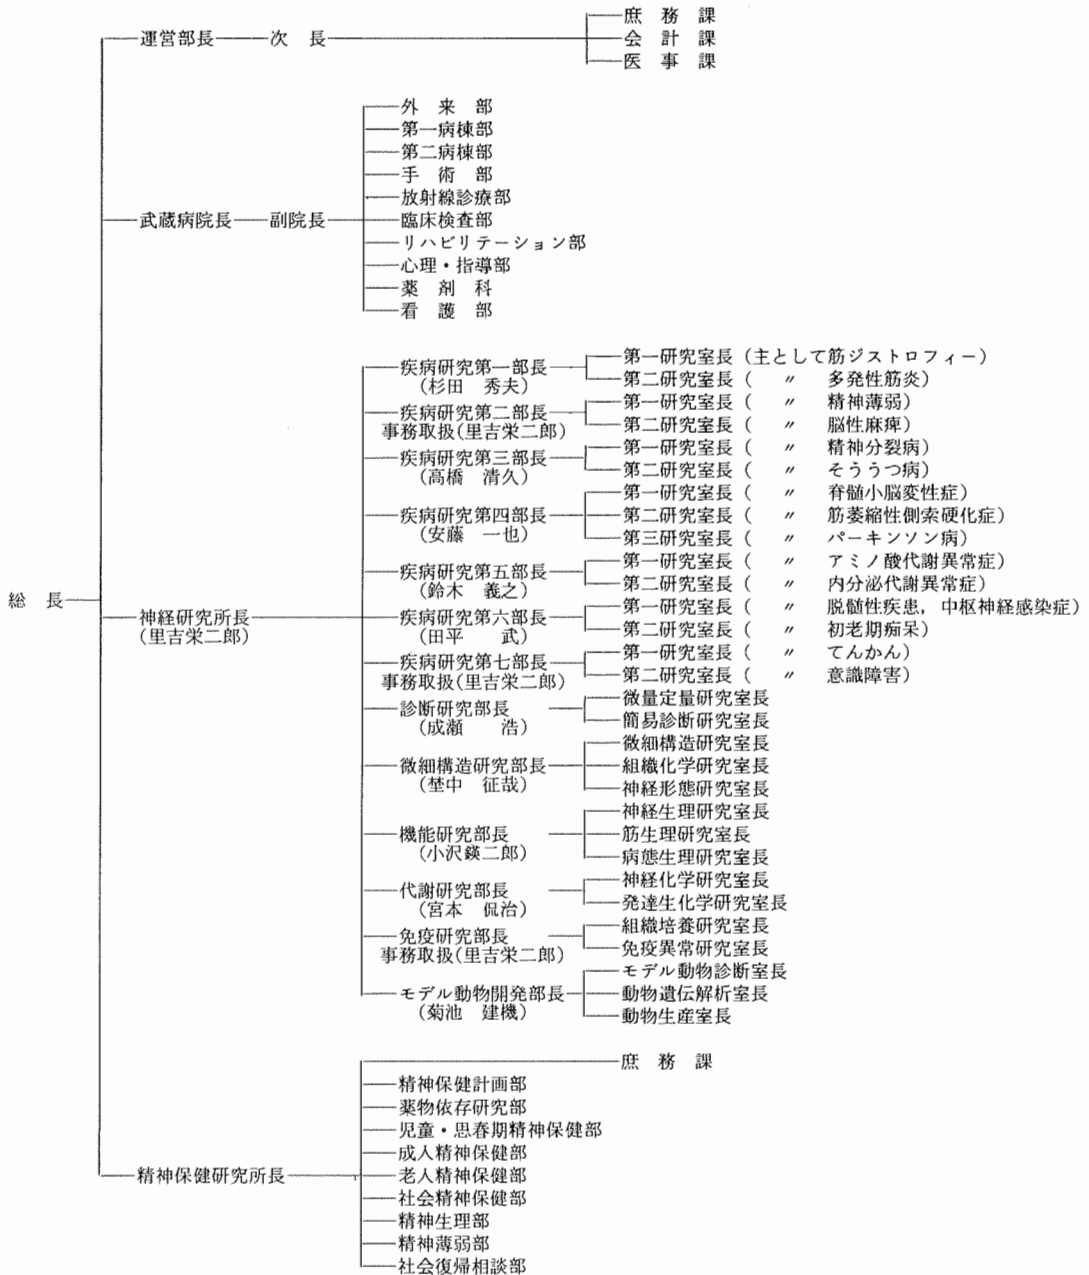 庶務課
運営部長 次長 会計課
医事課
外来部
第一病棟部
第二病棟部
手術部
放射線診療部
武蔵病院長 副院長 臨床検査部
リハビリテーション部
心理・指導部
薬剤科
看護部
疾病研究第一部長 第一研究室長(主として筋ジストロフィー)
(杉田 秀夫) 第二研究室長( 〃 多発性筋炎)
疾病研究第二部長 第一研究室長( 〃 精神薄弱)
事務取扱(里吉栄二郎) 第二研究室長( 〃 脳性麻痺)
疾病研究第三部長 第一研究室長( 〃 精神分裂病)
(高橋 清久) 第二研究室長( 〃 そううつ病)
第一研究室長( 〃 脊髄小脳変性症)
疾病研究第四部長 第二研究室長( 〃 筋萎縮性側索硬化症)
(安藤 一也) 第三研究室長( 〃 パーキンソン病)
疾病研究第五部長 第一研究室長( 〃 アミノ酸代謝異常症)
(鈴木 義之) 第二研究室長( 〃 内分泌代謝異常症)
総長
神経研究所長 疾病研究第六部長 第一研究室長( 〃 脱髄性疾患,中枢神経感染症)
(里吉栄二郎) (田平 武) 第二研究室長( 〃 初老期痴呆)
疾病研究第七部長 第一研究室長( 〃 てんかん)
事務取扱(里吉栄二郎) 第二研究室長( 〃 意識障害)
診断研究部長 微量定量研究室長
(成瀬 浩) 簡易診断研究室長
微細構造研究室長
微細構造研究部長 組織化学研究室長
(埜中 征哉) 神経形態研究室長
神経生理研究室長
機能研究部長 筋生理研究室長
(小沢鍈二郎) 病態生理研究室長
代謝研究部長 神経化学研究室長
(宮本 侃治) 発達生化学研究室長
免疫研究部長 組織培養研究室長
事務取扱(里吉栄二郎) 免疫異常研究室長
モデル動物診断室長
モデル動物開発部長 動物遺伝解析室長
(菊池 建機) 動物生産室長
庶務課
精神保健計画部
薬物依存研究部
児童・思春期精神保健部
成人精神保健部
精神保健研究所長 老人精神保健部
社会精神保健部
精神生理部
精神薄弱部
社会復帰相談部